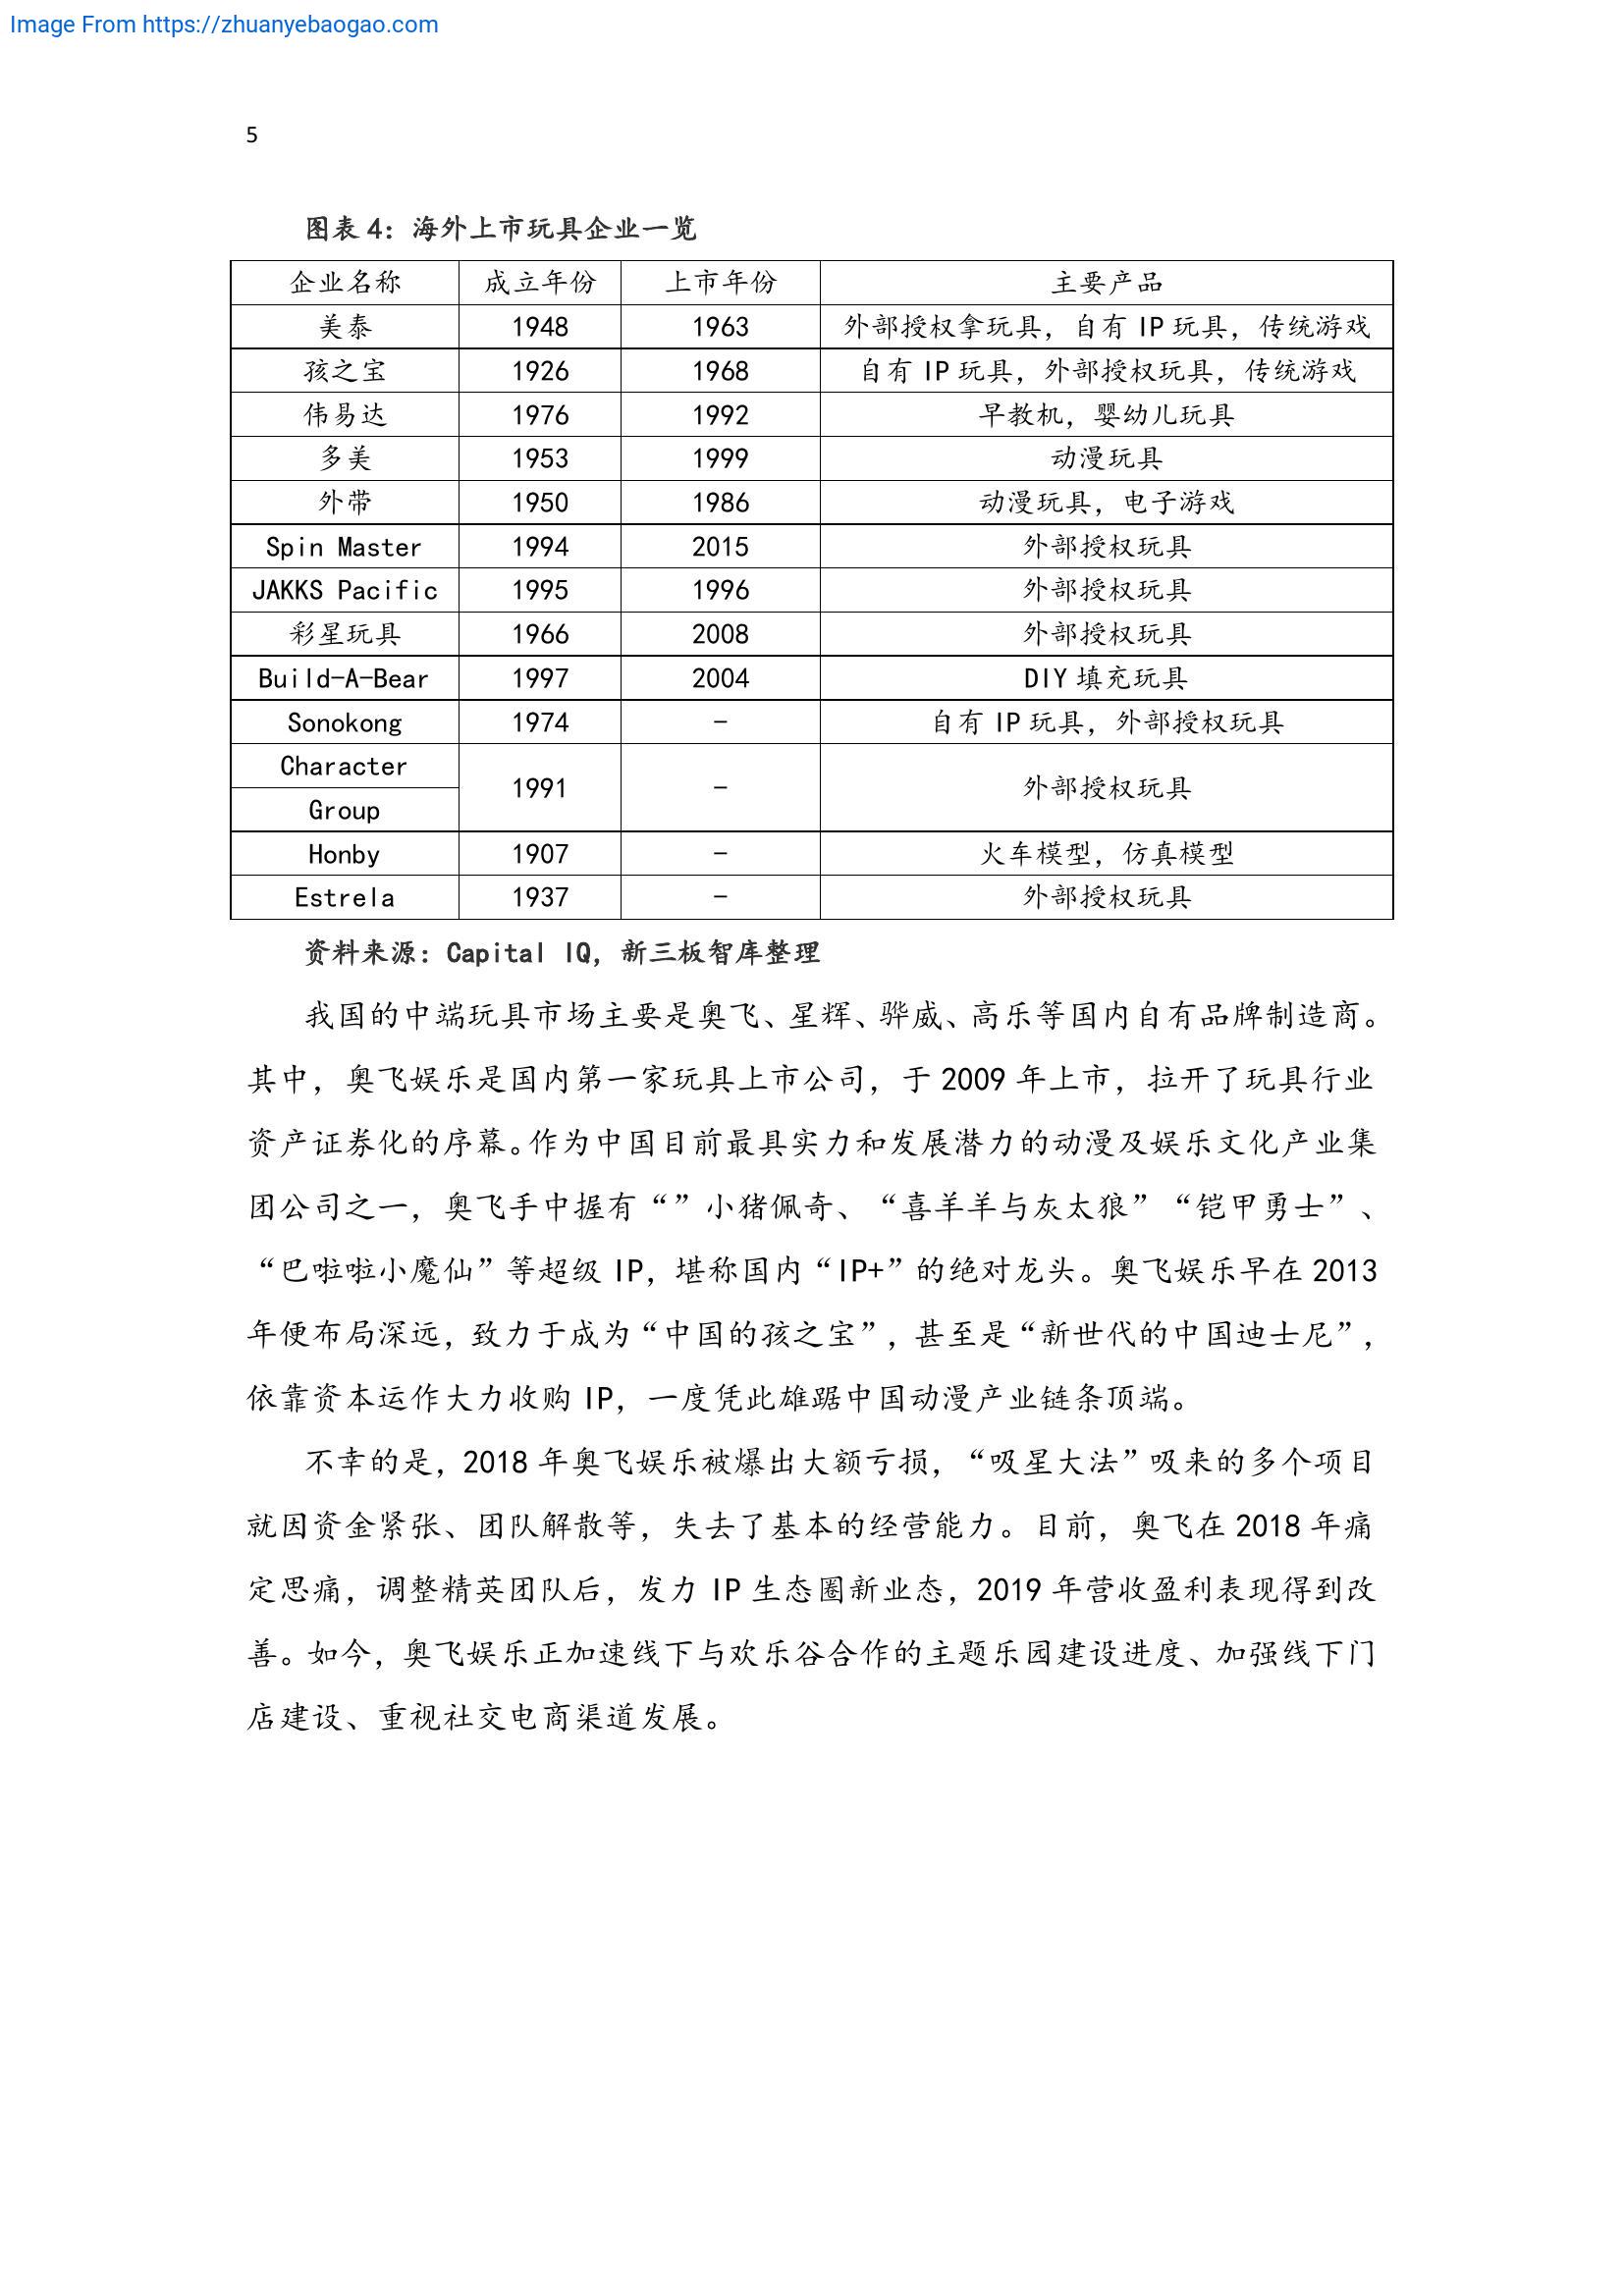 Image From https://zhuanyebaogao.com
5
图表 4：海外上市玩具企业一览
企业名称 成立年份 上市年份 主要产品
美泰 1948 1963 外部授权拿玩具，自有 IP 玩具，传统游戏
孩之宝 1926 1968 自有 IP 玩具，外部授权玩具，传统游戏
伟易达 1976 1992 早教机，婴幼儿玩具
多美 1953 1999 动漫玩具
外带 1950 1986 动漫玩具，电子游戏
Spin Master 1994 2015 外部授权玩具
JAKKS Pacific 1995 1996 外部授权玩具
彩星玩具 1966 2008 外部授权玩具
Build-A-Bear 1997 2004 DIY 填充玩具
Sonokong 1974 - 自有 IP 玩具，外部授权玩具
Character
Group 1991 - 外部授权玩具
Honby 1907 - 火车模型，仿真模型
Estrela 1937 - 外部授权玩具
资料来源：Capital IQ，新三板智库整理
我国的中端玩具市场主要是奥飞、星辉、骅威、高乐等国内自有品牌制造商。
其中，奥飞娱乐是国内第一家玩具上市公司，于 2009 年上市，拉开了玩具行业
资产证券化的序幕。作为中国目前最具实力和发展潜力的动漫及娱乐文化产业集
团公司之一，奥飞手中握有“”小猪佩奇、“喜羊羊与灰太狼”“铠甲勇士”、
“巴啦啦小魔仙”等超级 IP，堪称国内“IP+”的绝对龙头。奥飞娱乐早在 2013
年便布局深远，致力于成为“中国的孩之宝”，甚至是“新世代的中国迪士尼”，
依靠资本运作大力收购 IP，一度凭此雄踞中国动漫产业链条顶端。
不幸的是，2018 年奥飞娱乐被爆出大额亏损，“吸星大法”吸来的多个项目
就因资金紧张、团队解散等，失去了基本的经营能力。目前，奥飞在 2018 年痛
定思痛，调整精英团队后，发力 IP 生态圈新业态，2019 年营收盈利表现得到改
善。如今，奥飞娱乐正加速线下与欢乐谷合作的主题乐园建设进度、加强线下门
店建设、重视社交电商渠道发展。